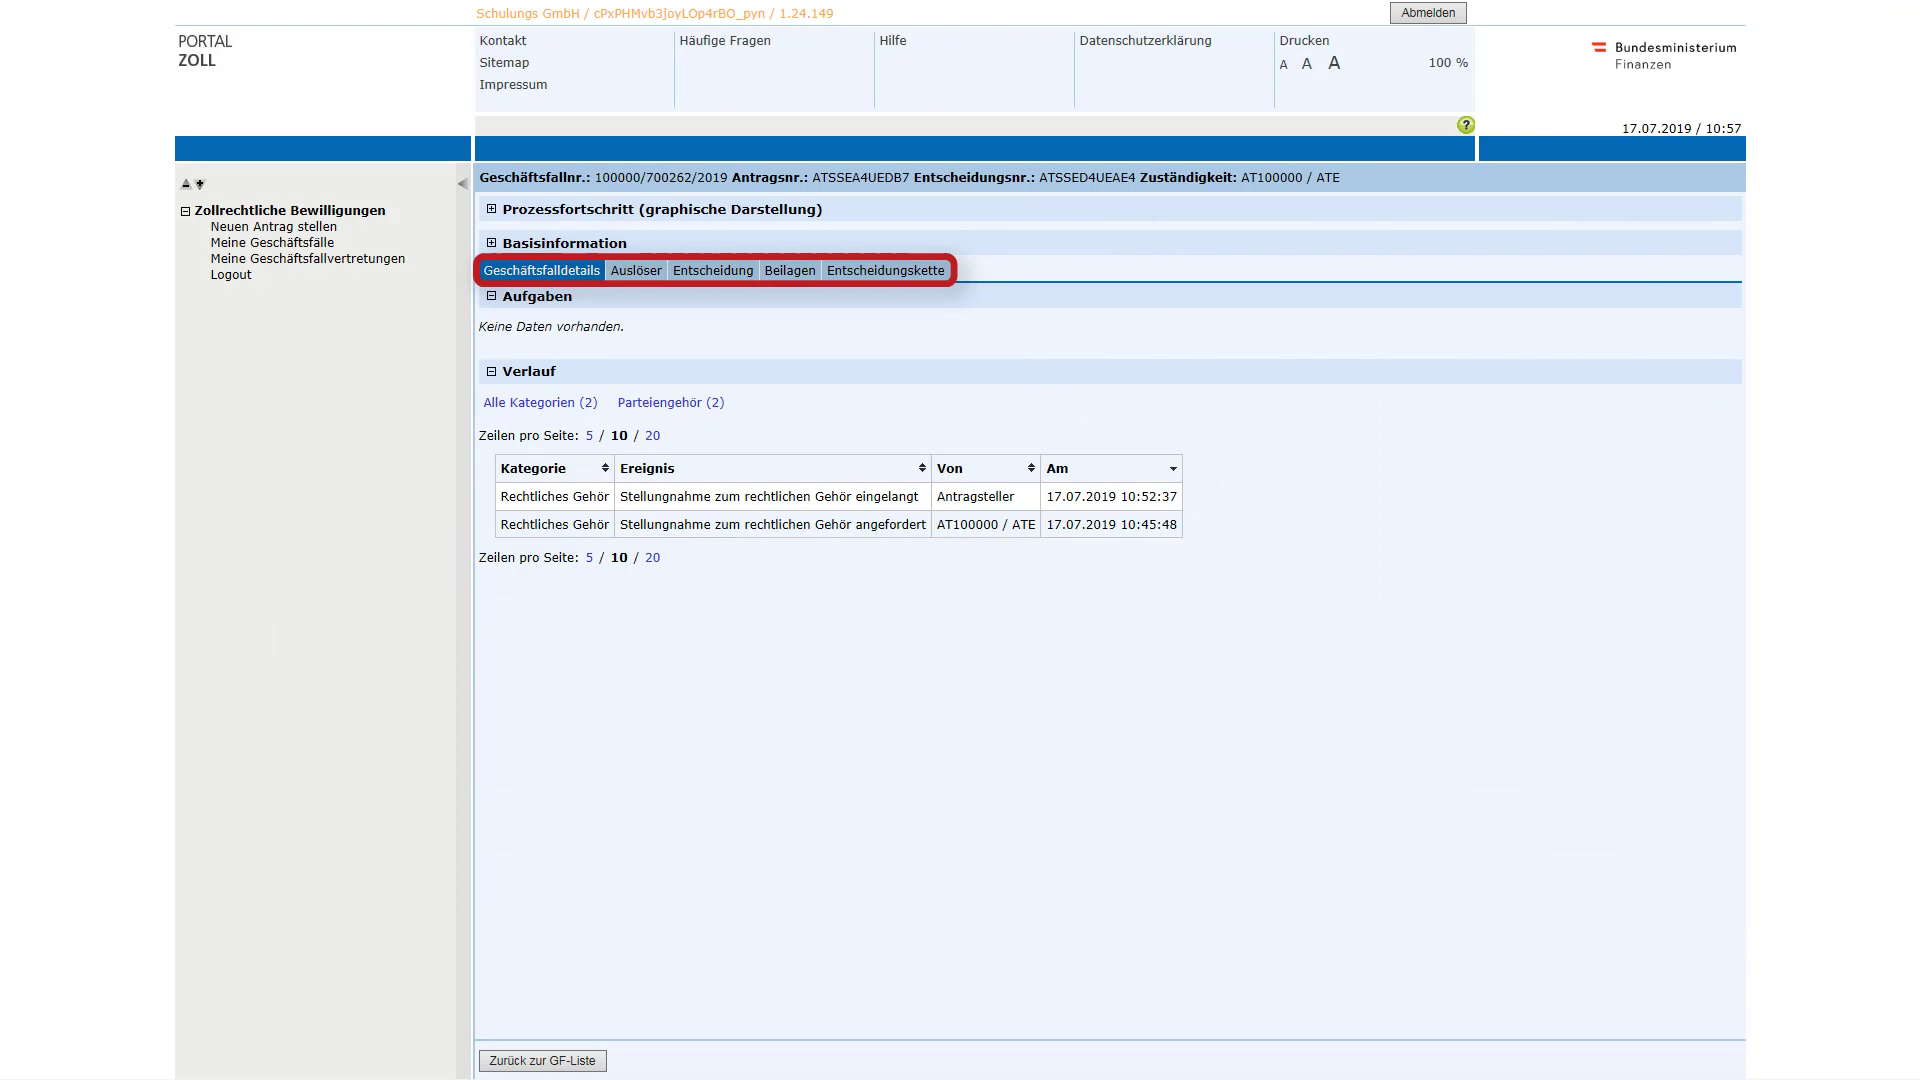 Schulungs GmbH / cPxPHMvb3joyLOp4rBO_pyn / 1.24.149
Abmelden
PORTAL
ZOLL
Kontakt
Sitemap
Impressum
Häufige Fragen
Hilfe
Datenschutzerklärung
Drucken
A A A 100 %
Bundesministerium
Finanzen
?
17.07.2019 / 10:57
Zollrechtliche Bewilligungen
Neuen Antrag stellen
Meine Geschäftsfälle
Meine Geschäftsfallvertretungen
Logout
Geschäftsfallnr.: 100000/700262/2019 Antragsnr.: ATSSEA4UEDB7 Entscheidungsnr.: ATSSED4UEAE4 Zuständigkeit: AT100000 / ATE
Prozessfortschritt (graphische Darstellung)
Basisinformation
Geschäftsfalldetails Auslöser Entscheidung Beilagen Entscheidungskette
Aufgaben
Keine Daten vorhanden.
Verlauf
Alle Kategorien (2) Parteiengehör (2)
Zeilen pro Seite: 5 / 10 / 20
Kategorie Ereignis Von Am
Rechtliches Gehör Stellungnahme zum rechtlichen Gehör eingelangt Antragsteller 17.07.2019 10:52:37
Rechtliches Gehör Stellungnahme zum rechtlichen Gehör angefordert AT100000 / ATE 17.07.2019 10:45:48
Zeilen pro Seite: 5 / 10 / 20
Zurück zur GF-Liste